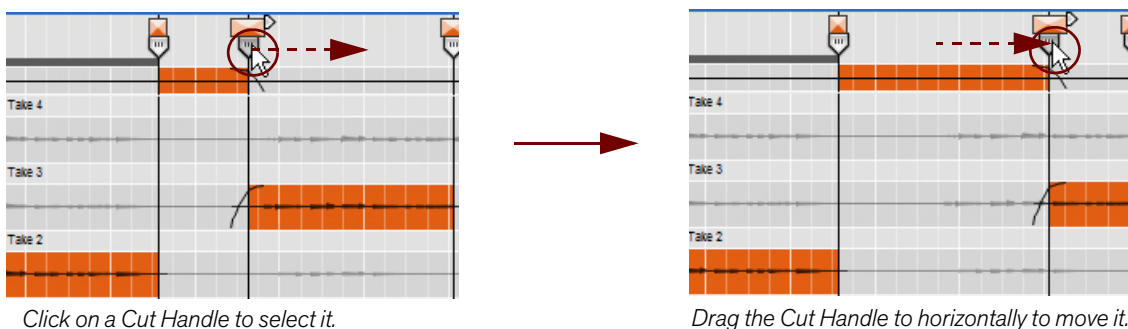 Take 4
Take 3
Take 2
Click on a Cut Handle to select it.
Take 4
Take 3
Take 2
Drag the Cut Handle to horizontally to move it.